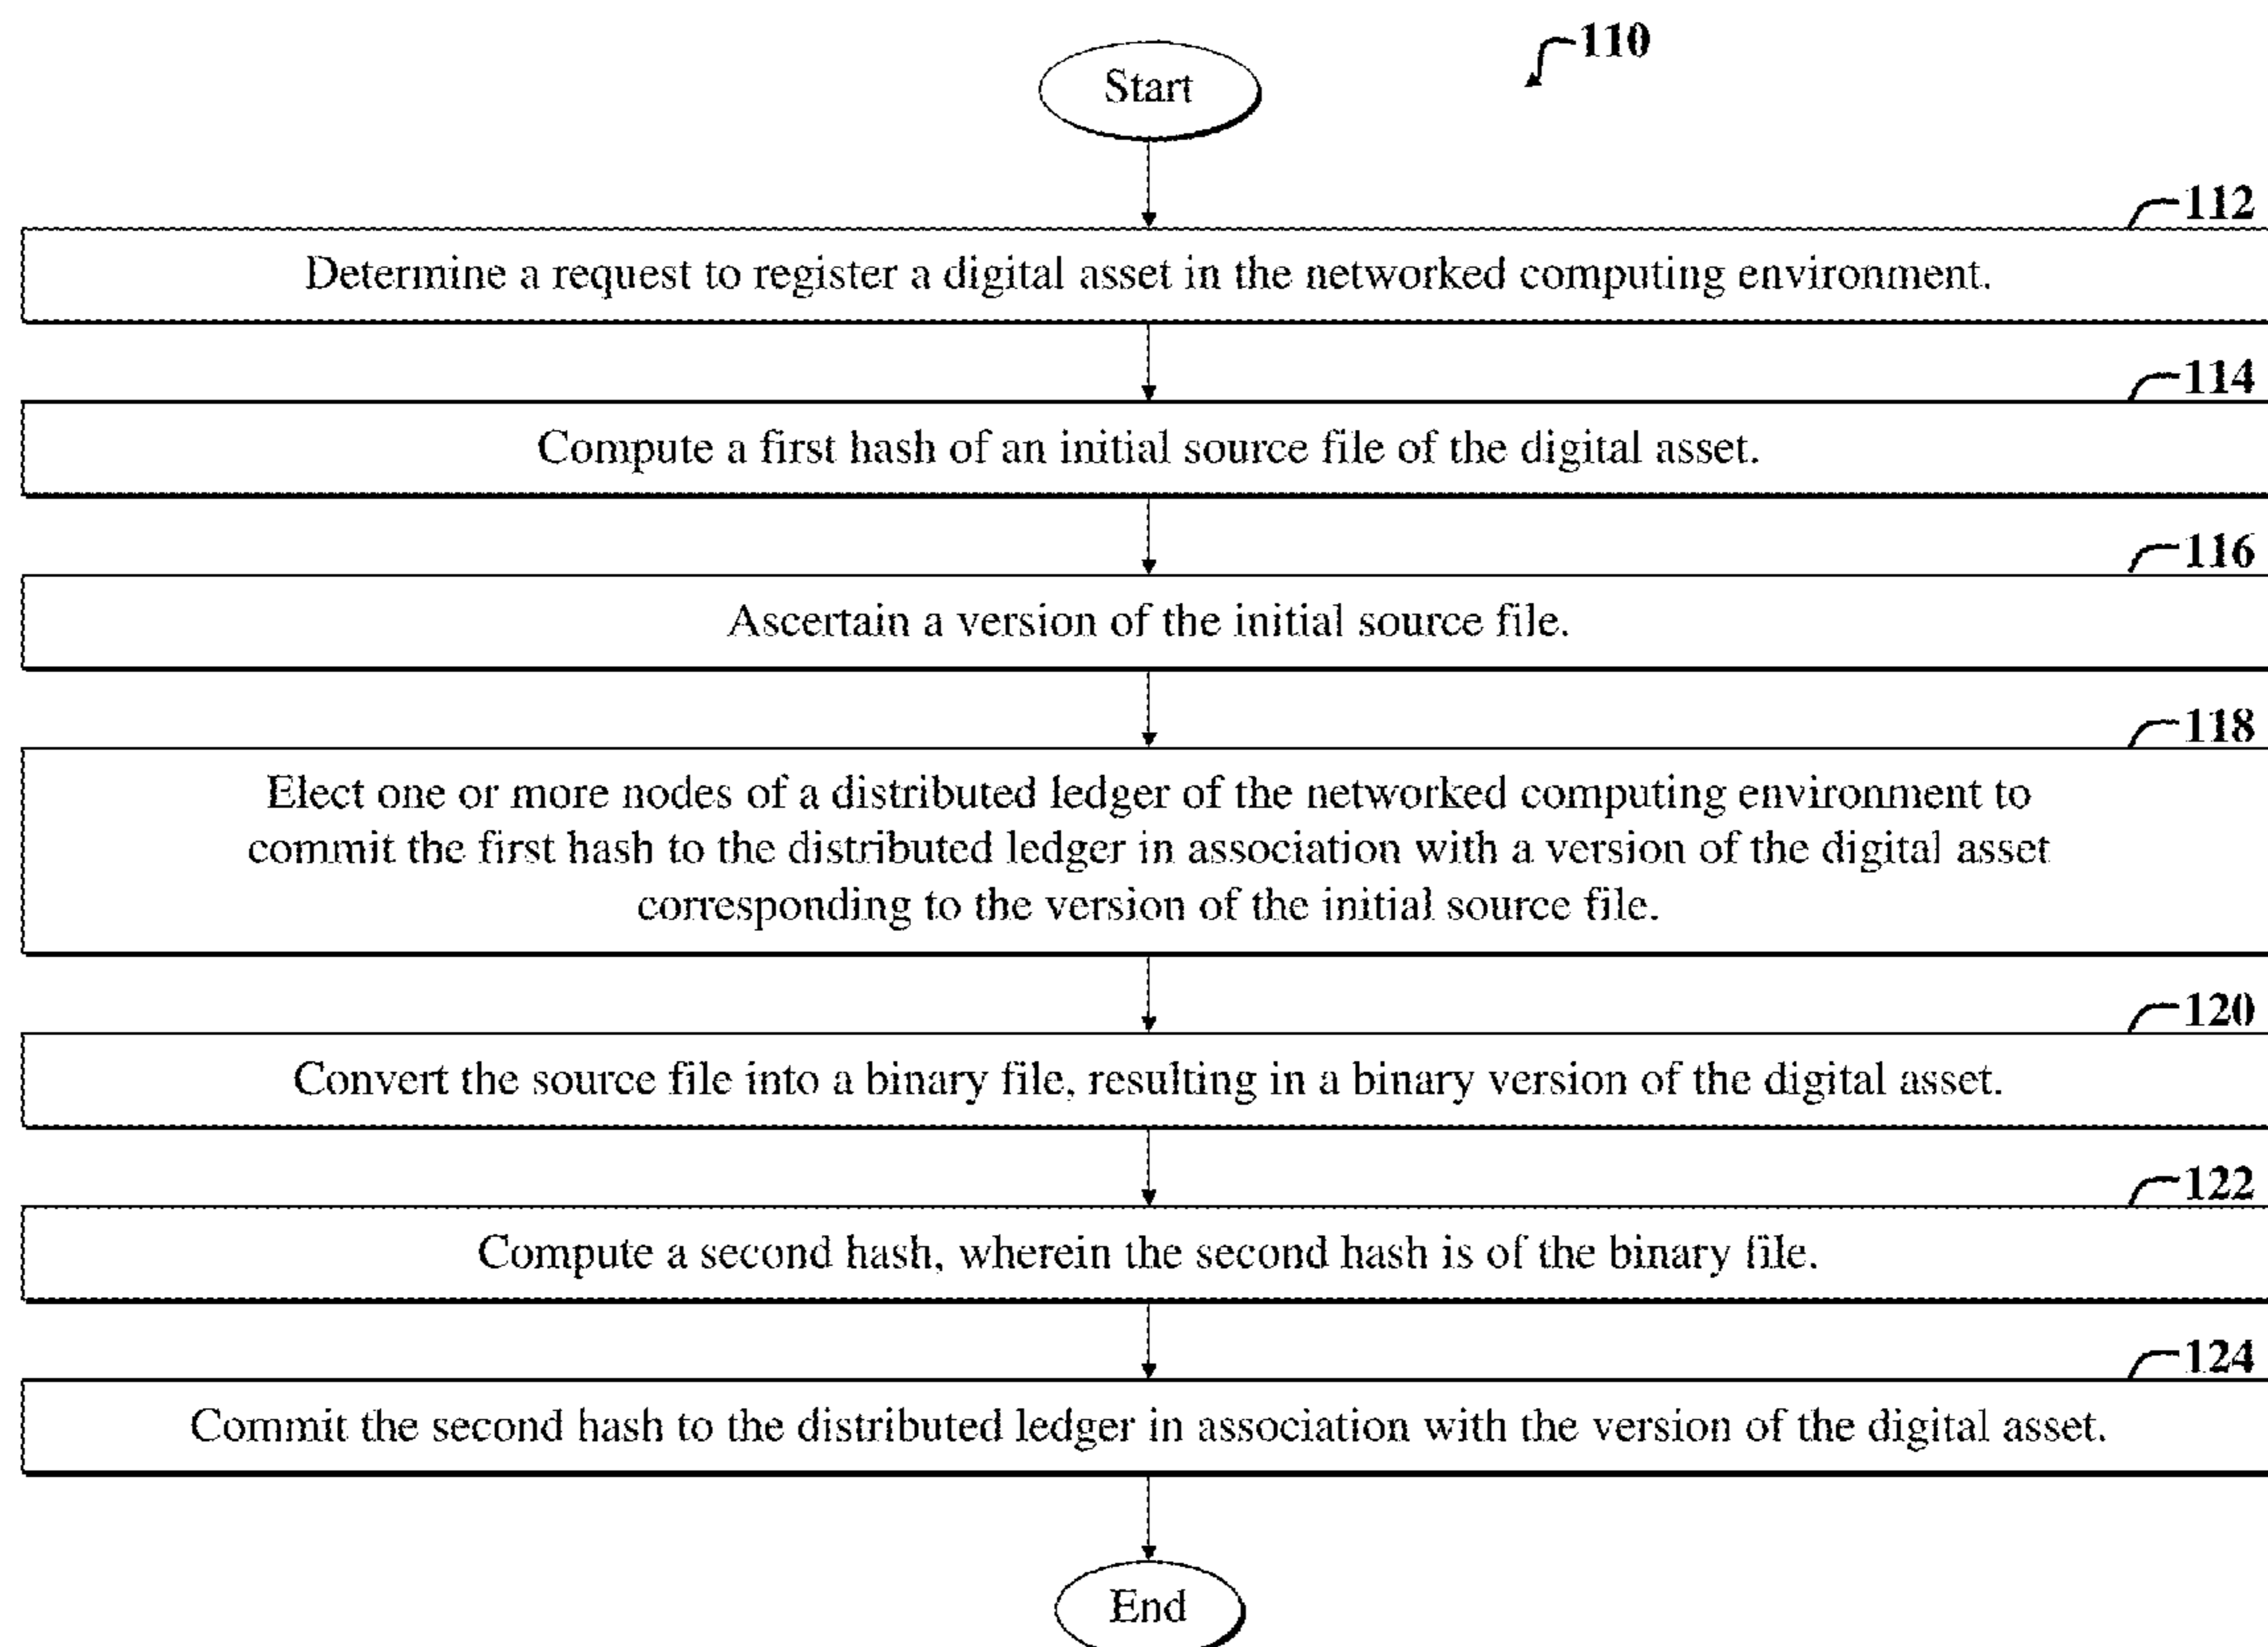 110
Start
112
Determine a request to register a digital asset in the networked computing environment.
114
Compute a first hash of an initial source file of the digital asset.
116
Ascertain a version of the initial source file.
118
Elect one or more nodes of a distributed ledger of the networked computing environment to
commit the first hash to the distributed ledger in association with a version of the digital asset
corresponding to the version of the initial source file.
120
Convert the source file into a binary file, resulting in a binary version of the digital asset.
122
Compute a second hash, wherein the second hash is of the binary file.
124
Commit the second hash to the distributed ledger in association with the version of the digital asset.
End